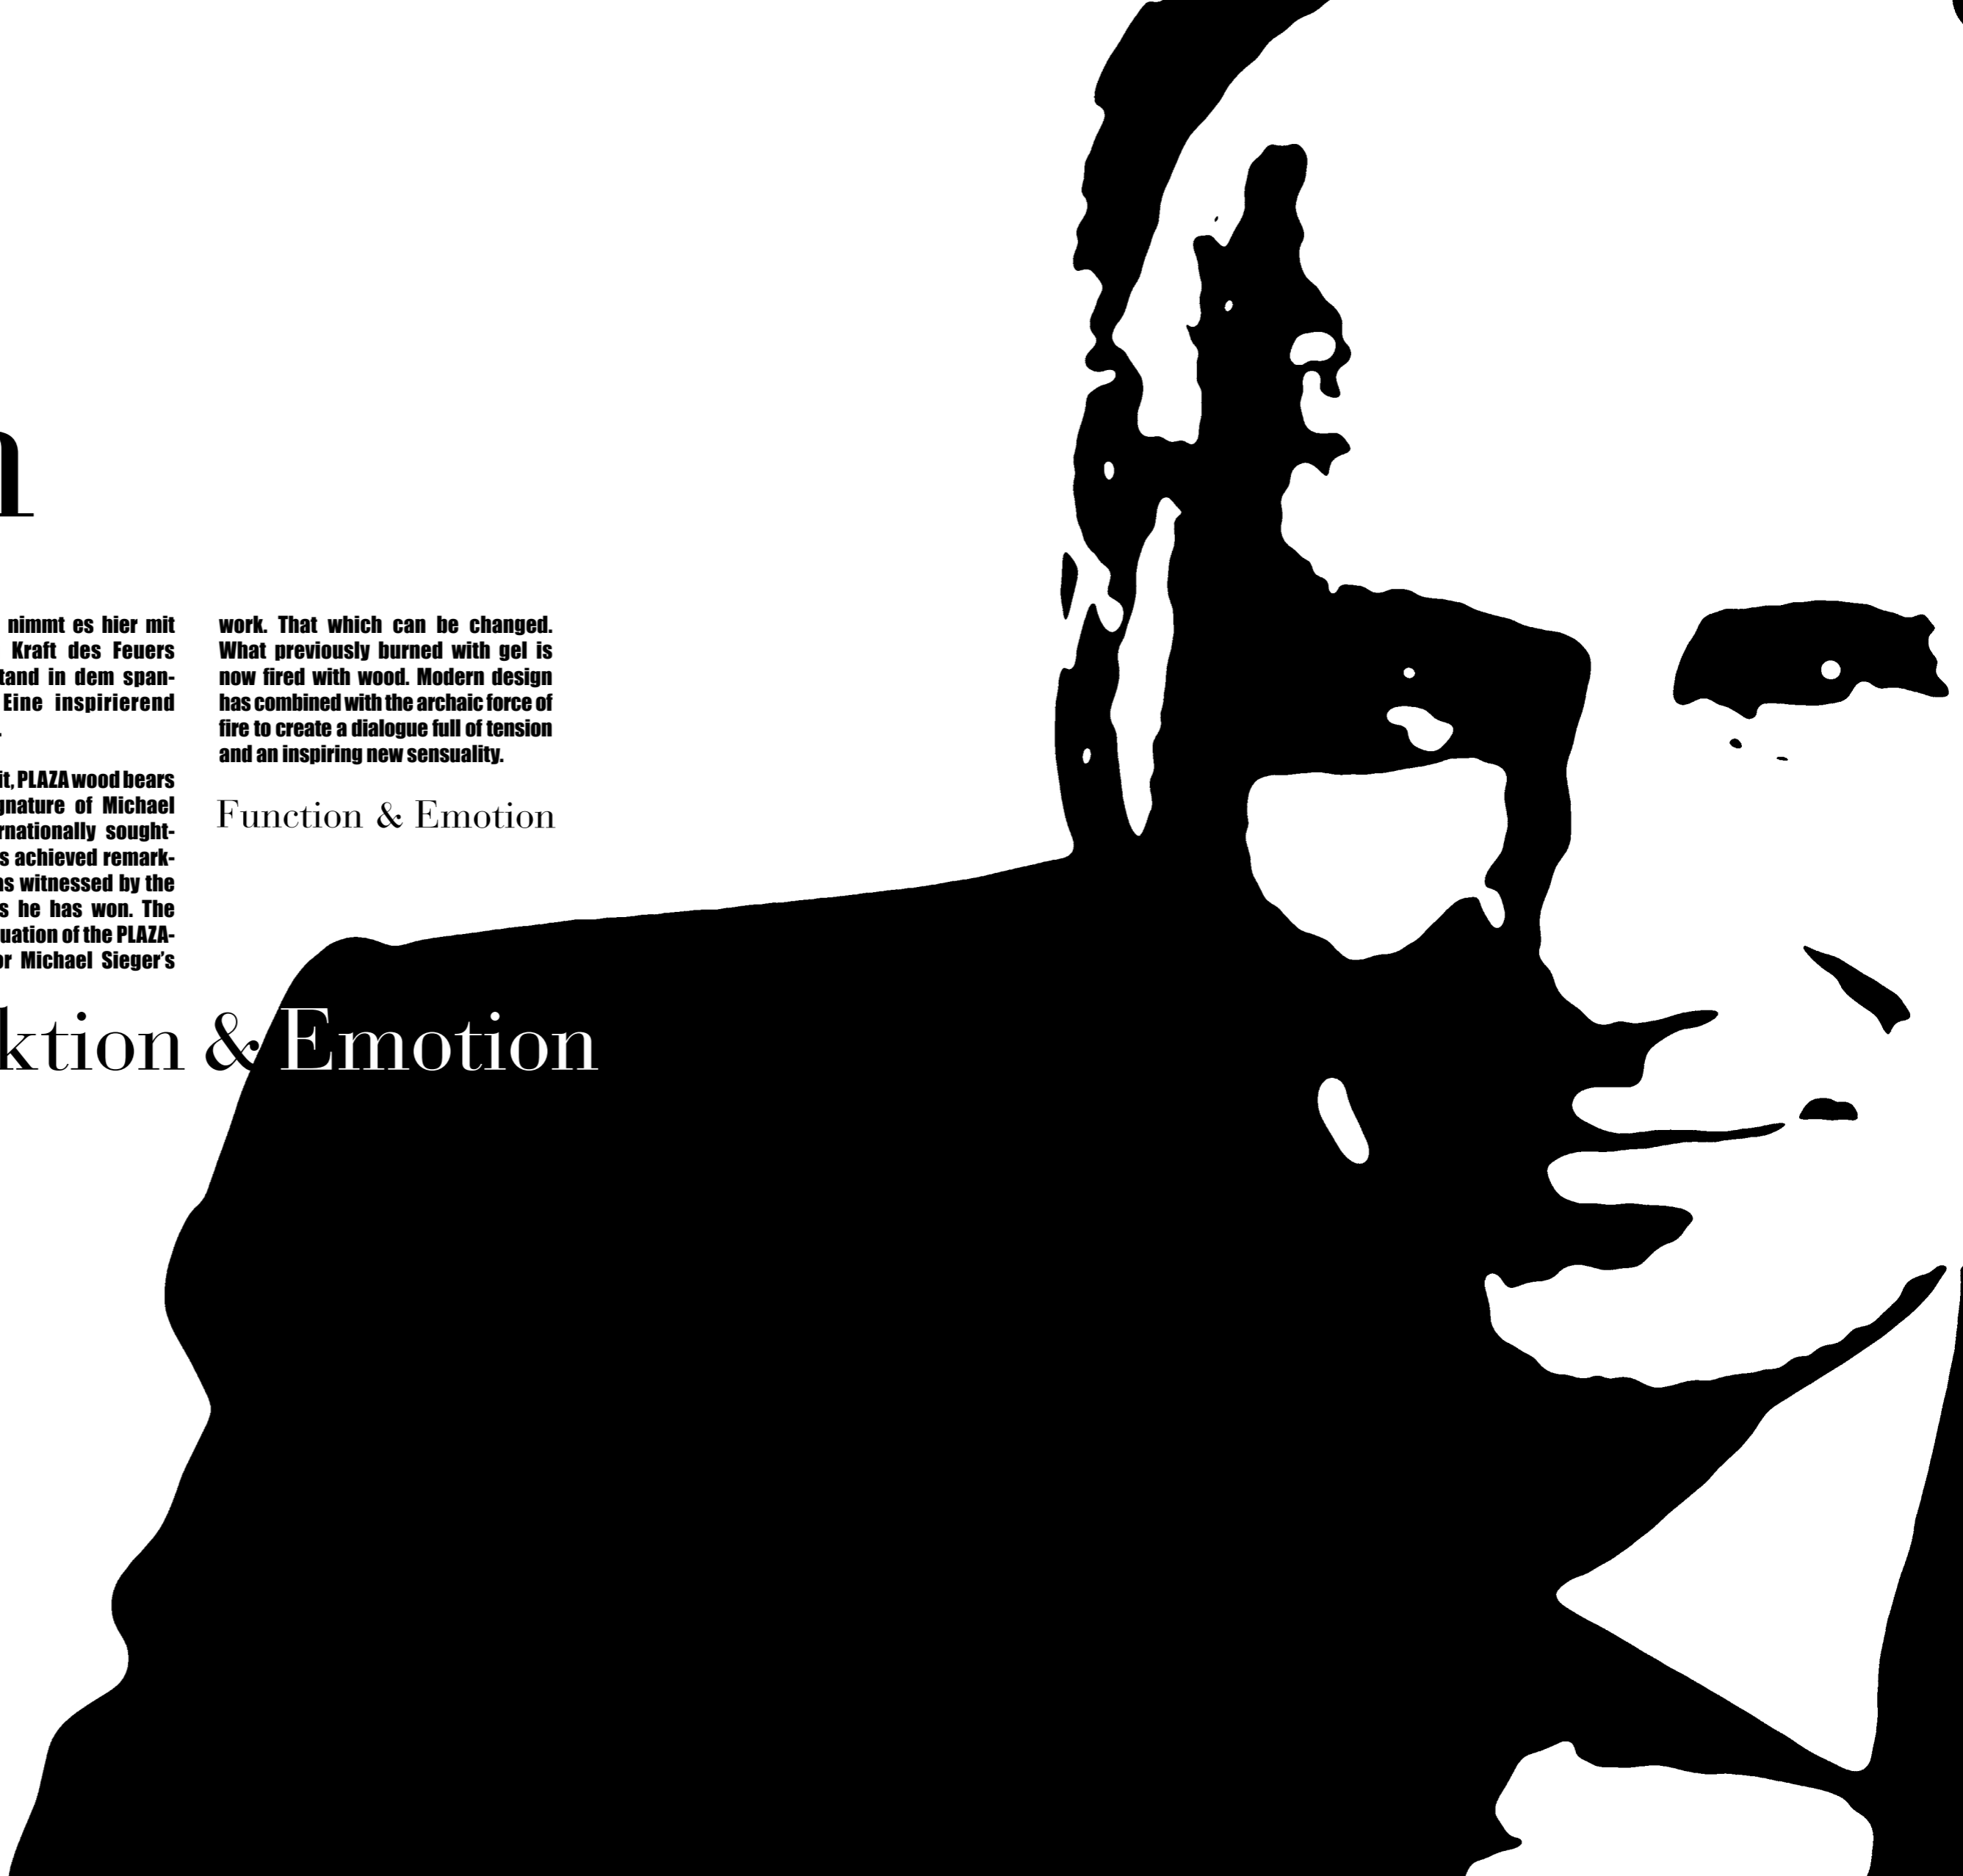 n
nimmt es hier mit
Kraft des Feuers
tand in dem span-
Eine inspirierend
.
it, PLAZA wood bears
gnature of Michael
rnationally sought-
s achieved remark-
as witnessed by the
s he has won. The
uation of the PLAZA-
or Michael Sieger’s
work. That which can be changed.
What previously burned with gel is
now fired with wood. Modern design
has combined with the archaic force of
fire to create a dialogue full of tension
and an inspiring new sensuality.
Function & Emotion
ktion & Emotion